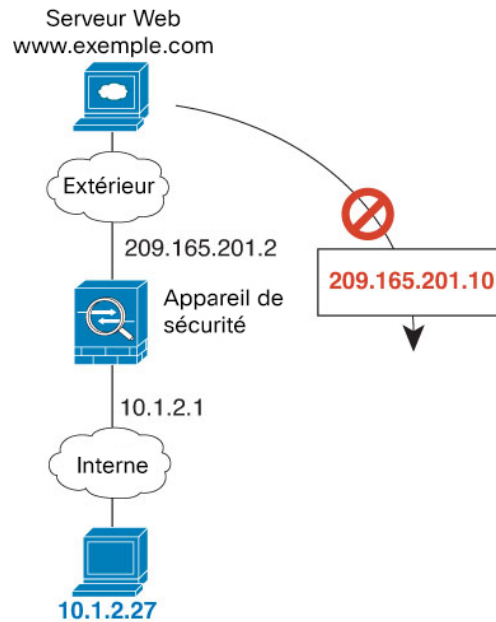 Serveur Web
www.exemple.com
Extérieur
209.165.201.2
209.165.201.10
Appareil de
sécurité
10.1.2.1
Interne
10.1.2.27